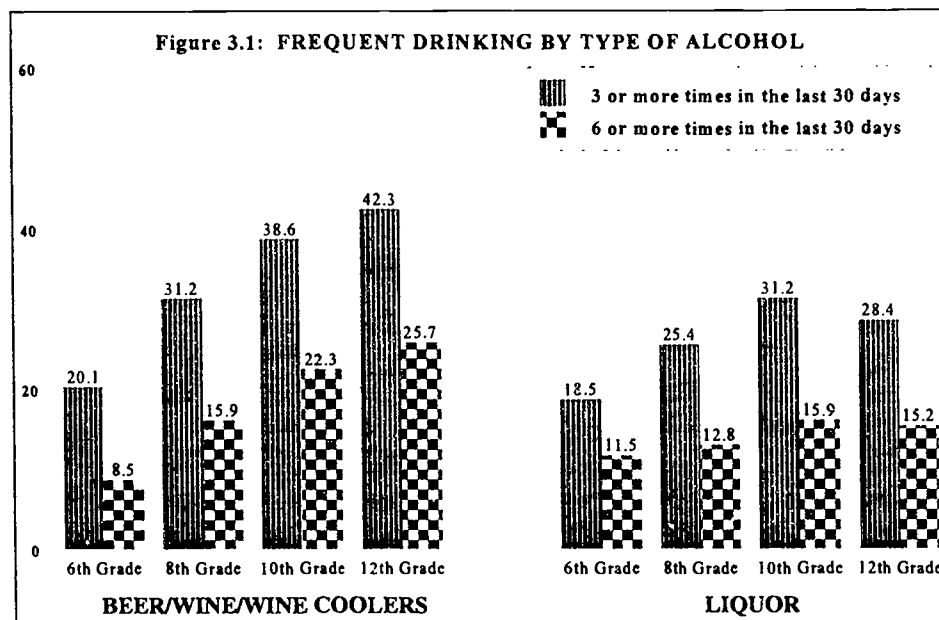 Figure 3.1: FREQUENT DRINKING BY TYPE OF ALCOHOL
60
3 or more times in the last 30 days
6 or more times in the last 30 days
40
20
0
20.1
8.5
31.2
15.9
38.6
22.3
42.3
25.7
18.5
11.5
25.4
12.8
31.2
15.9
28.4
15.2
6th Grade 8th Grade 10th Grade 12th Grade
6th Grade 8th Grade 10th Grade 12th Grade
BEER/WINE/WINE COOLERS
LIQUOR